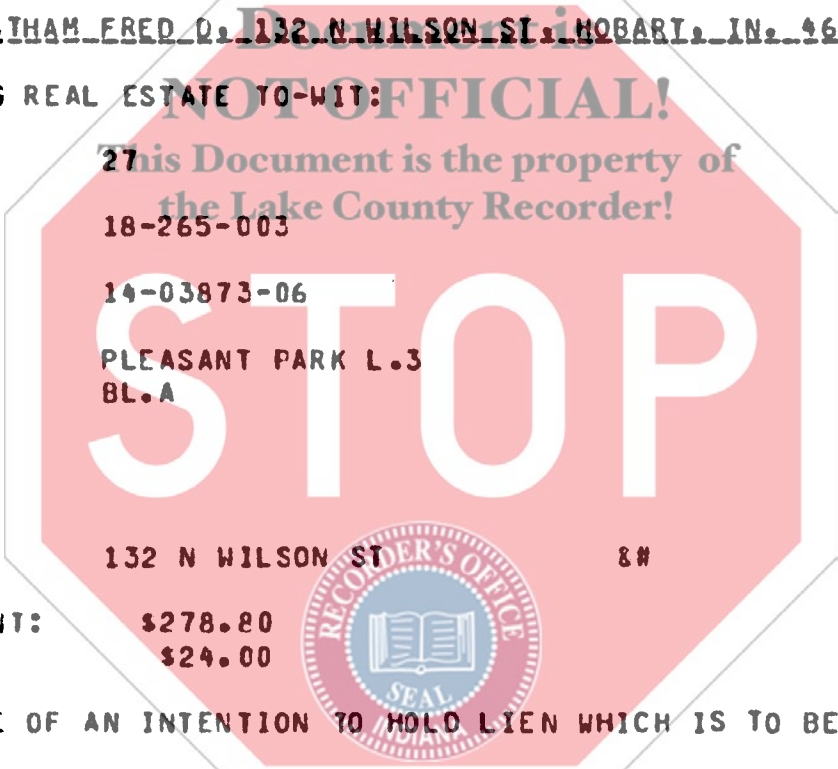 THAM FRED D. 132 N WILSON ST. HOBART. IN. 46
Document is
NOT OFFICIAL!
REAL ESTATE TO-WIT:
This Document is the property of
the Lake County Recorder!
27
18-265-003
14-03873-06
PLEASANT PARK L.3
BL.A
STOP
132 N WILSON ST &#
RECORDER'S OFFICE
SEAL
INDIANA
NT: $278.80
$24.00
OF AN INTENTION TO HOLD LIEN WHICH IS TO BE